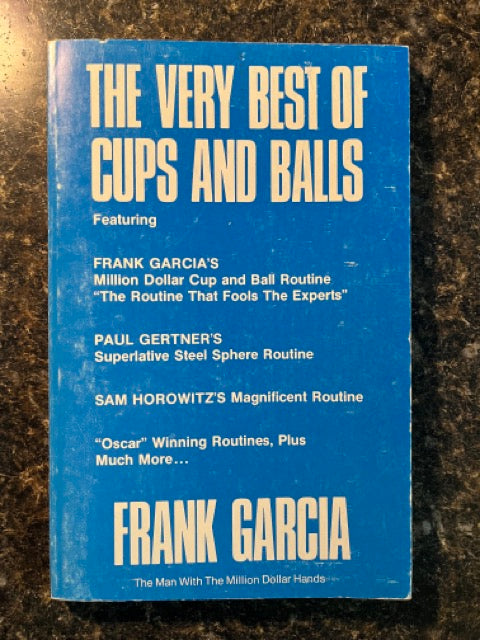 THE VERY BEST OF
CUPS AND BALLS
Featuring
FRANK GARCIA'S
Million Dollar Cup and Ball Routine
"The Routine That Fools The Experts"
PAUL GERTNER'S
Superlative Steel Sphere Routine
SAM HOROWITZ'S Magnificent Routine
"Oscar" Winning Routines, Plus
Much More...
FRANK GARCIA
The Man With The Million Dollar Hands